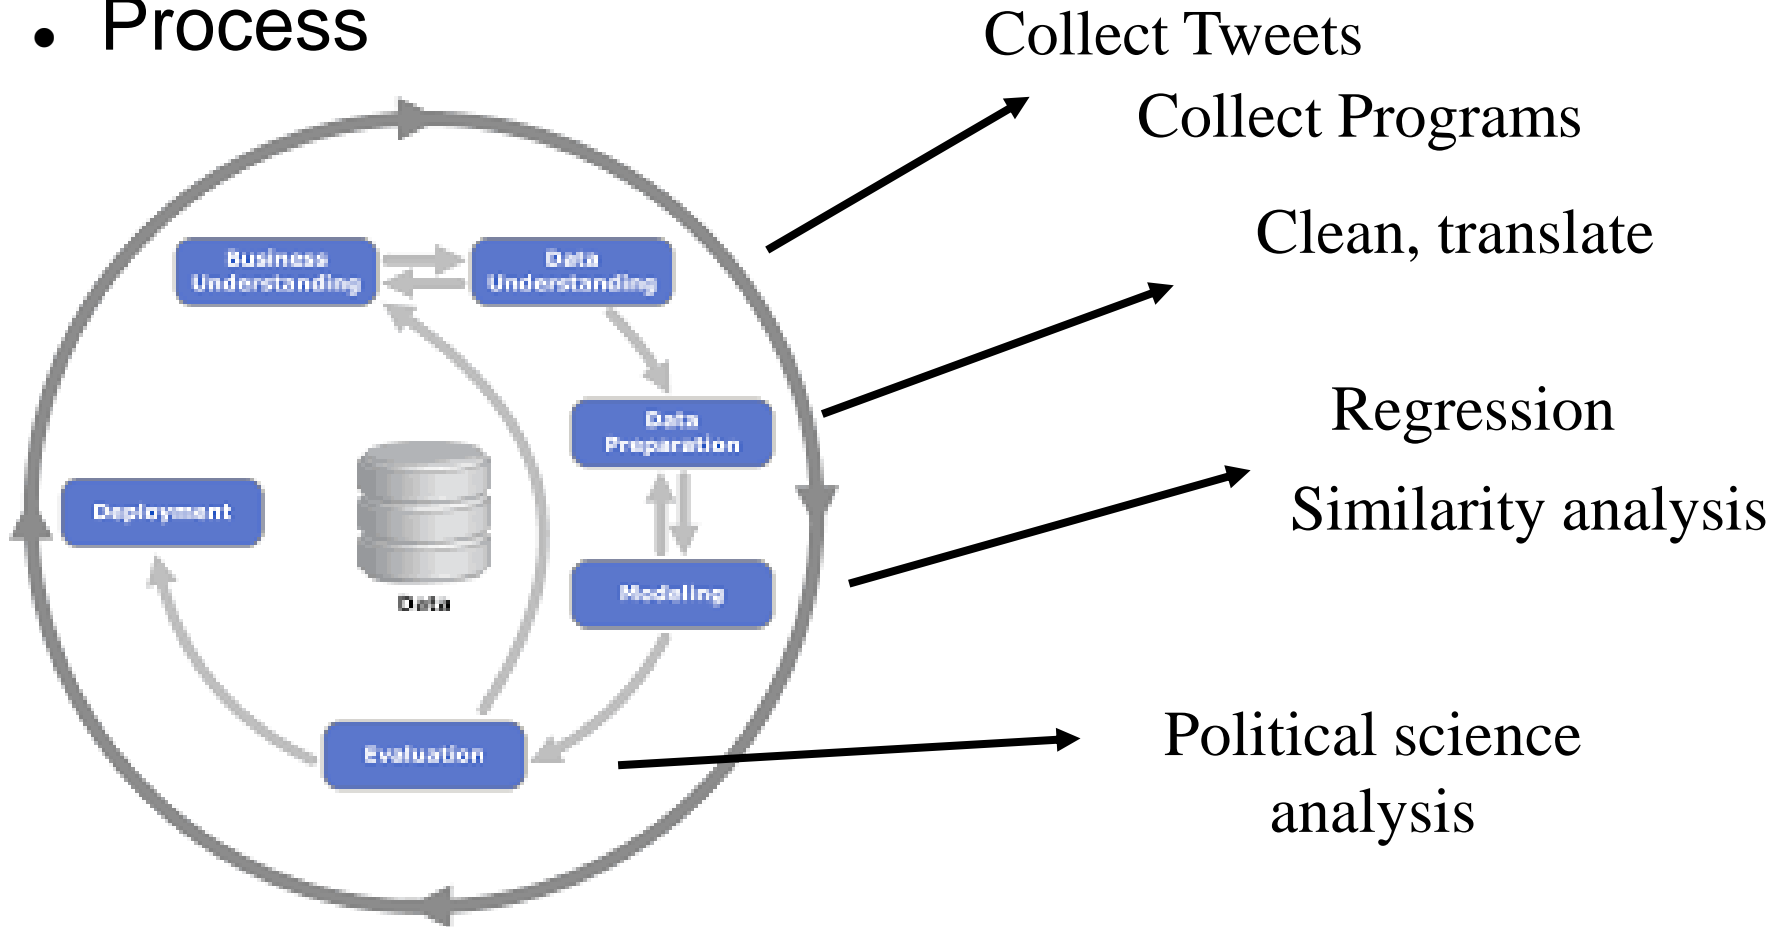 • Process
Collect Tweets
Collect Programs
Clean, translate
Business
Understanding
Data
Understanding
Data
Preparation
Regression
Similarity analysis
Deployment
Data
Modeling
Evaluation
Political science
analysis